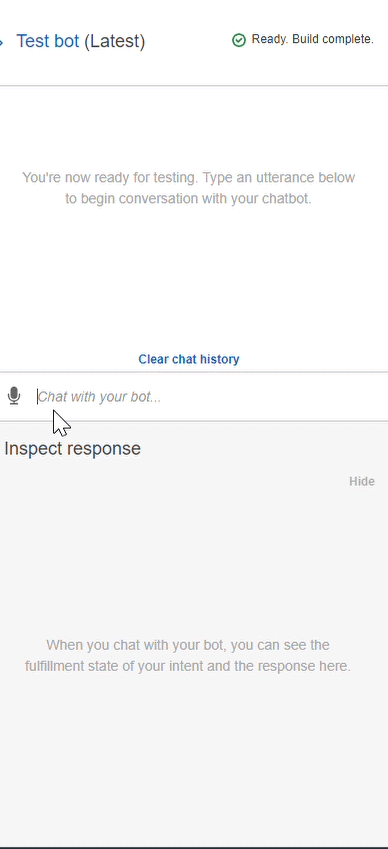 Test bot (Latest)
Ready. Build complete.
You're now ready for testing. Type an utterance below
to begin conversation with your chatbot.
Clear chat history
Chat with your bot...
Inspect response
Hide
When you chat with your bot, you can see the
fulfillment state of your intent and the response here.